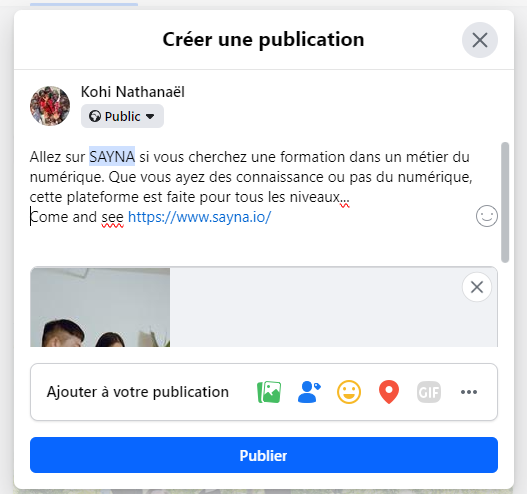 Créer une publication
Kohi Nathanaël
Public
Allez sur SAYNA si vous cherchez une formation dans un métier du
numérique. Que vous ayez des connaissance ou pas du numérique,
cette plateforme est faite pour tous les niveaux...
Come and see https://www.sayna.io/
Ajouter à votre publication
GIF
Publier